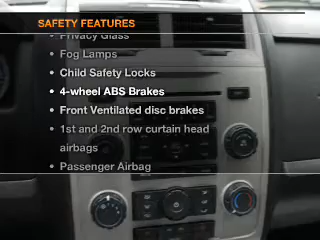 SAFETY FEATURES
• Privacy Glass
• Fog Lamps
• Child Safety Locks
• 4-wheel ABS Brakes
• Front Ventilated disc brakes
• 1st and 2nd row curtain head
airbags
• Passenger Airbag